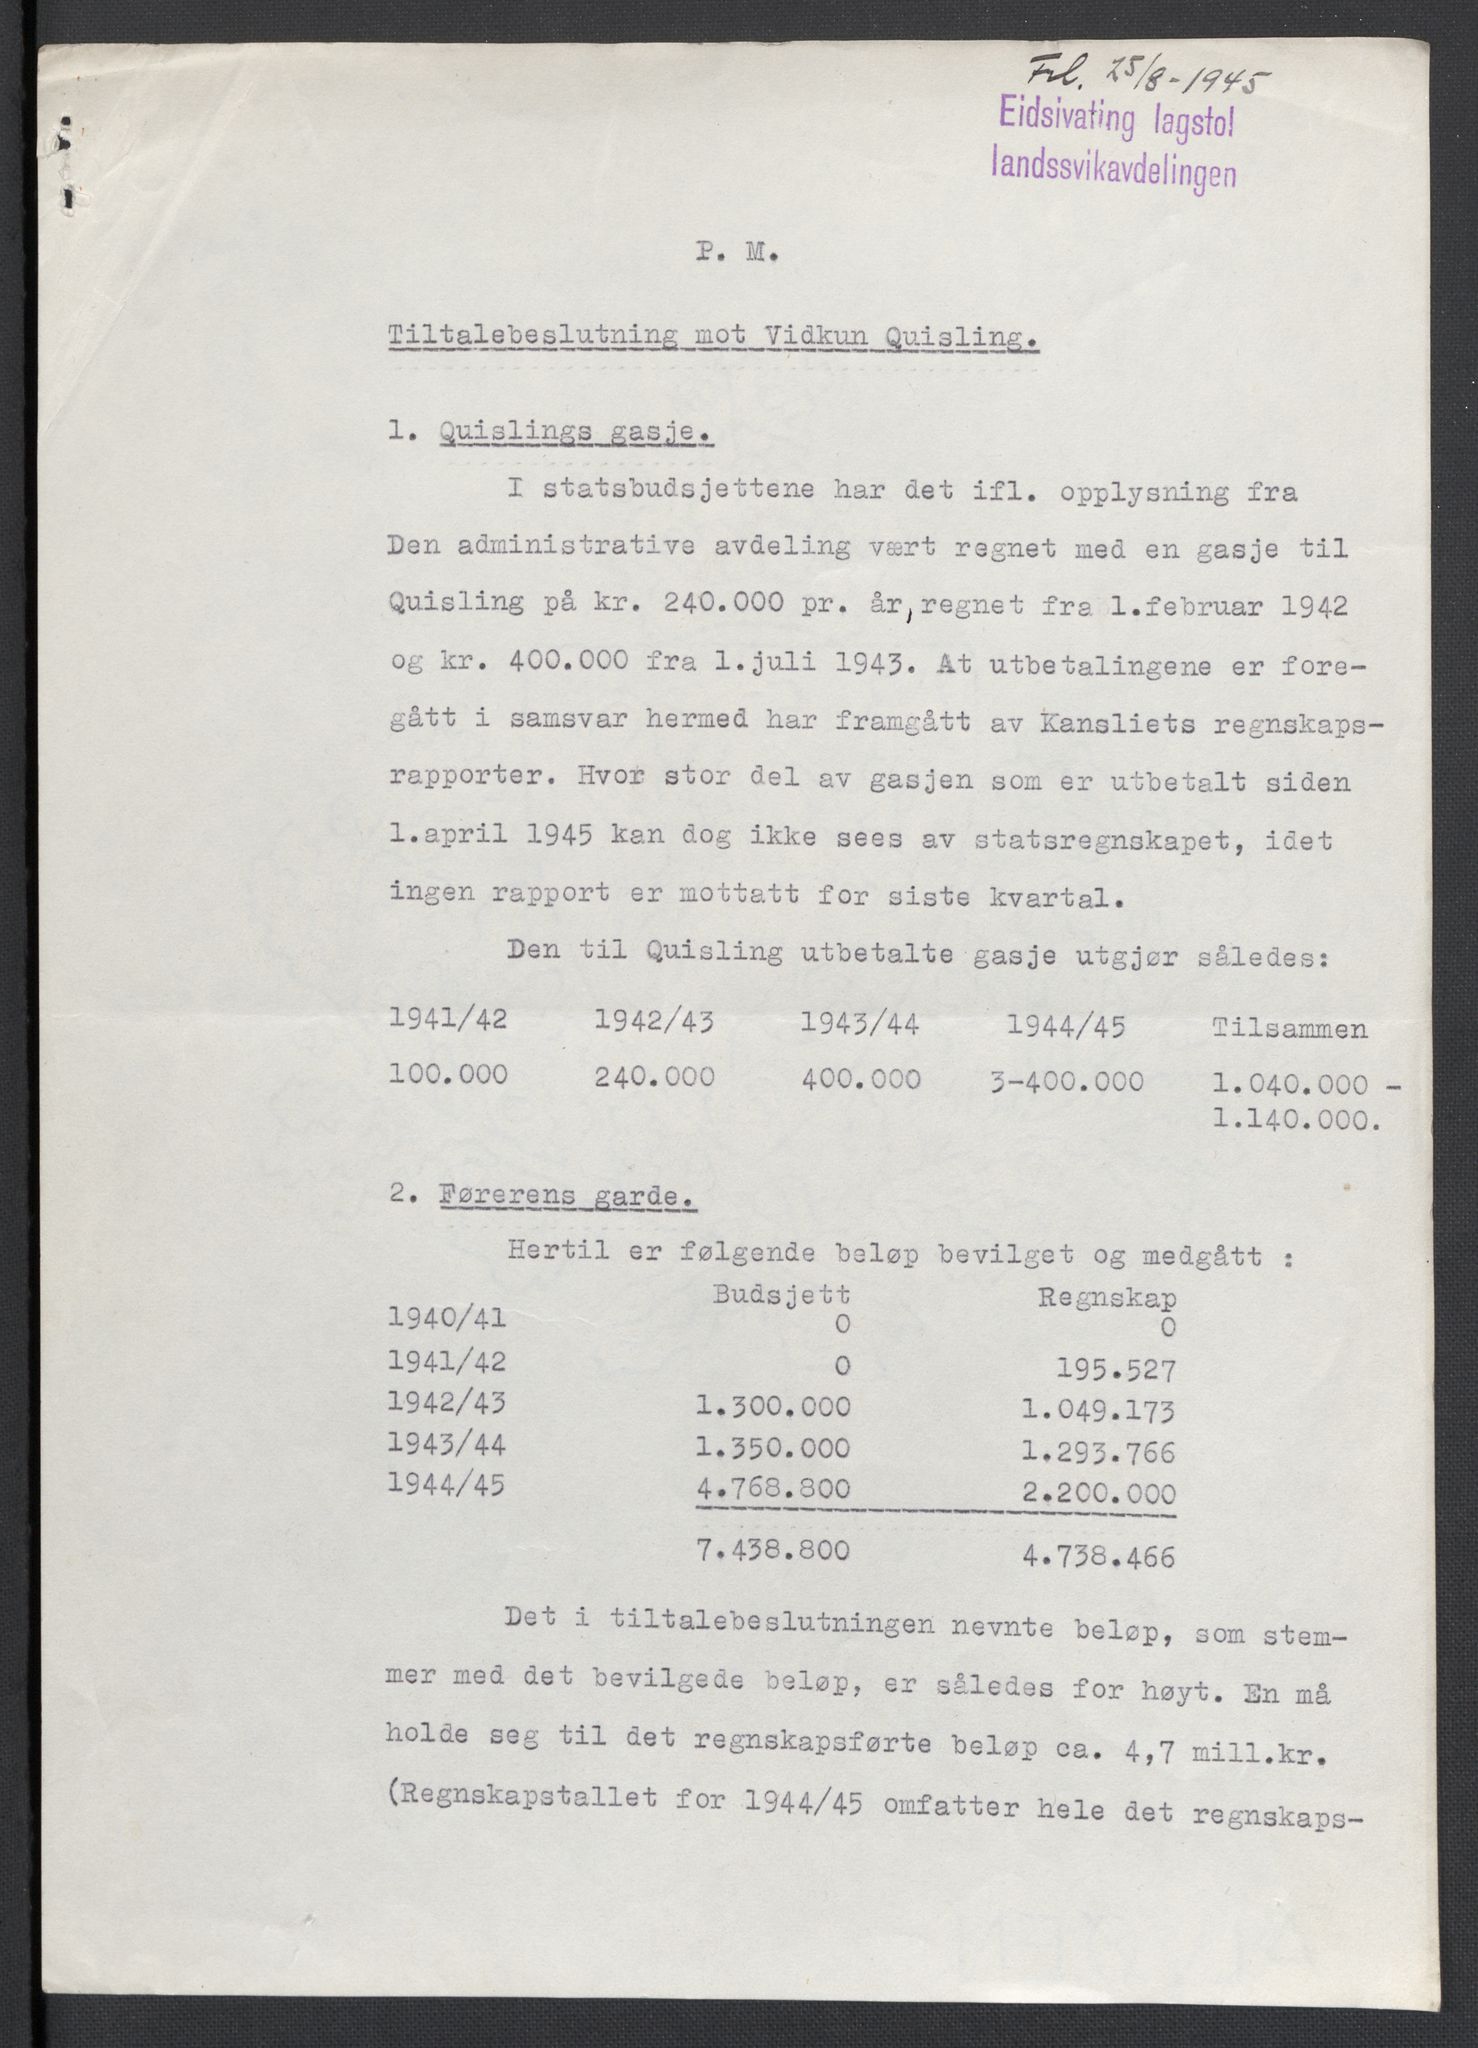 Frl. 25/8-1945
Eidsivating lagstol
landssvikavdelingen
P. M.
Tiltalebeslutning mot Vidkun Quisling.
1. Quislings gasje.
I statsbudsjettene har det ifl. opplysning fra
Den administrative avdeling vært regnet med en gasje til
Quisling på kr. 240.000 pr. år, regnet fra 1.februar 1942
og kr. 400.000 fra 1.juli 1943. At utbetalingene er fore-
gått i samsvar hermed har framgått av Kansliets regnskaps-
rapporter. Hvor stor del av gasjen som er utbetalt siden
1.april 1945 kan dog ikke sees av statsregnskapet, idet
ingen rapport er mottatt for siste kvartal.
Den til Quisling utbetalte gasje utgjør således:
1941/42 1942/43 1943/44 1944/45 Tilsammen
100.000 240.000 400.000 3-400.000 1.040.000 -
1.140.000.
2. Førerens garde.
Hertil er følgende beløp bevilget og medgått :
Budsjett Regnskap
1940/41 0 0
1941/42 0 195.527
1942/43 1.300.000 1.049.173
1943/44 1.350.000 1.293.766
1944/45 4.768.800 2.200.000
7.438.800 4.738.466
Det i tiltalebeslutningen nevnte beløp, som stem-
mer med det bevilgede beløp, er således for høyt. En må
holde seg til det regnskapsførte beløp ca. 4,7 mill.kr.
(Regnskapstallet for 1944/45 omfatter hele det regnskaps-